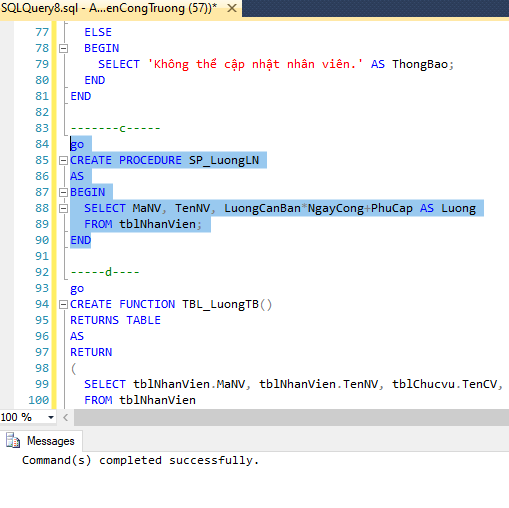 SQLQuery8.sql - A...enCongTruong (57))*
77 ELSE
78 BEGIN
79 SELECT 'Không thể cập nhật nhân viên.' AS ThongBao;
80 END
81 END
82
83 -------c-----
84 go
85 CREATE PROCEDURE SP_LuongLN
86 AS
87 BEGIN
88 SELECT MaNV, TenNV, LuongCanBan*NgayCong+PhuCap AS Luong
89 FROM tblNhanVien;
90 END
91
92 -----d----
93 go
94 CREATE FUNCTION TBL_LuongTB()
95 RETURNS TABLE
96 AS
97 RETURN
98 (
99 SELECT tblNhanVien.MaNV, tblNhanVien.TenNV, tblChucvu.TenCV,
100 FROM tblNhanVien
100 %
Messages
Command(s) completed successfully.